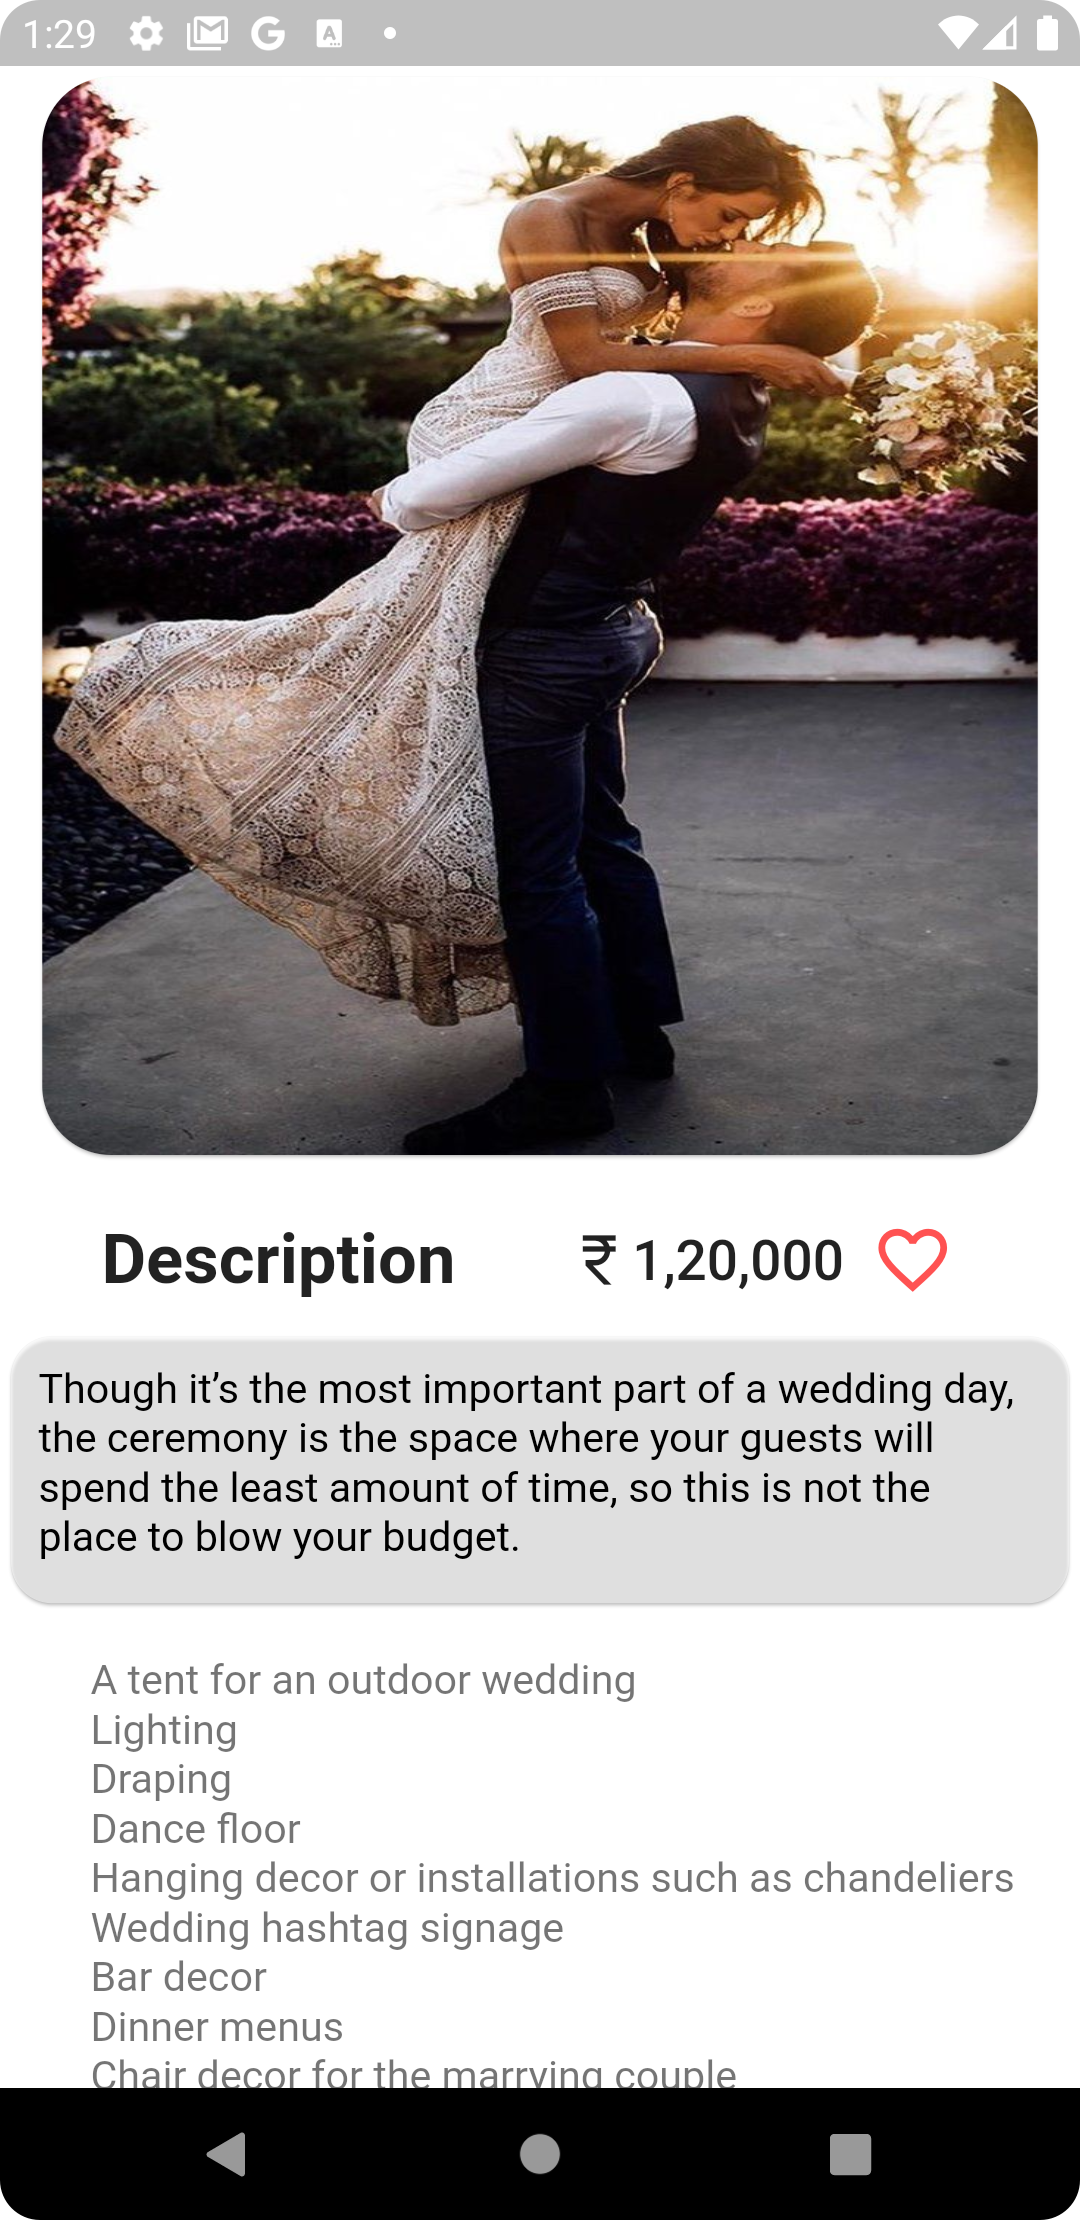 1:29
Description
₹ 1,20,000
Though it’s the most important part of a wedding day,
the ceremony is the space where your guests will
spend the least amount of time, so this is not the
place to blow your budget.
A tent for an outdoor wedding
Lighting
Draping
Dance floor
Hanging decor or installations such as chandeliers
Wedding hashtag signage
Bar decor
Dinner menus
Chair decor for the marrying couple